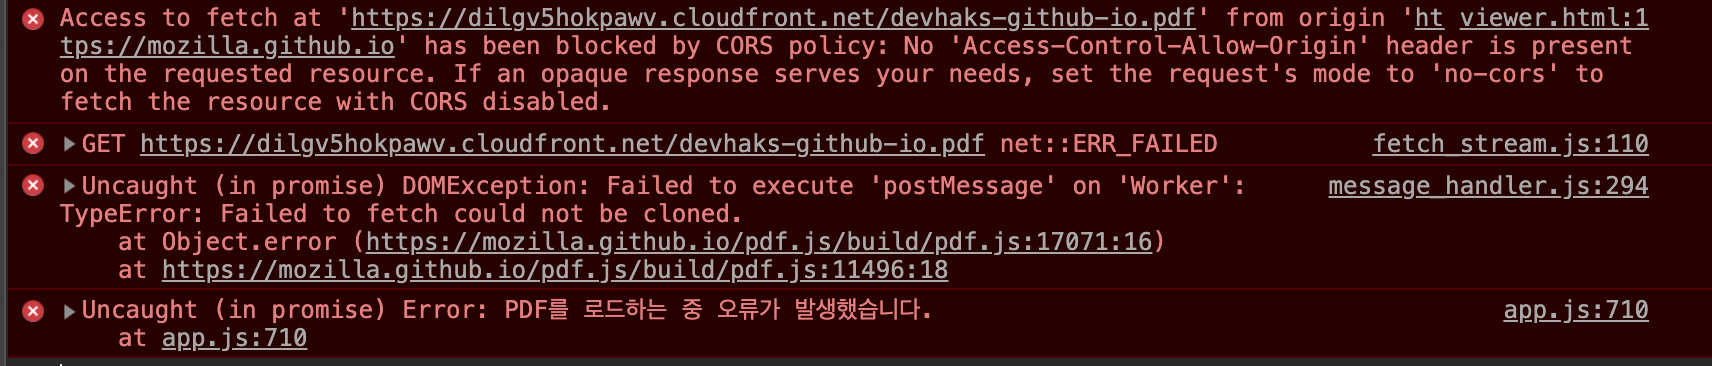 Access to fetch at 'https://dilgv5hokpawv.cloudfront.net/devhaks-github-io.pdf' from origin 'ht viewer.html:1
tps://mozilla.github.io' has been blocked by CORS policy: No 'Access-Control-Allow-Origin' header is present
on the requested resource. If an opaque response serves your needs, set the request's mode to 'no-cors' to
fetch the resource with CORS disabled.
GET https://dilgv5hokpawv.cloudfront.net/devhaks-github-io.pdf net::ERR_FAILED fetch_stream.js:110
Uncaught (in promise) DOMException: Failed to execute 'postMessage' on 'Worker': message_handler.js:294
TypeError: Failed to fetch could not be cloned.
at Object.error (https://mozilla.github.io/pdf.js/build/pdf.js:17071:16)
at https://mozilla.github.io/pdf.js/build/pdf.js:11496:18
Uncaught (in promise) Error: PDF를 로드하는 중 오류가 발생했습니다. app.js:710
at app.js:710